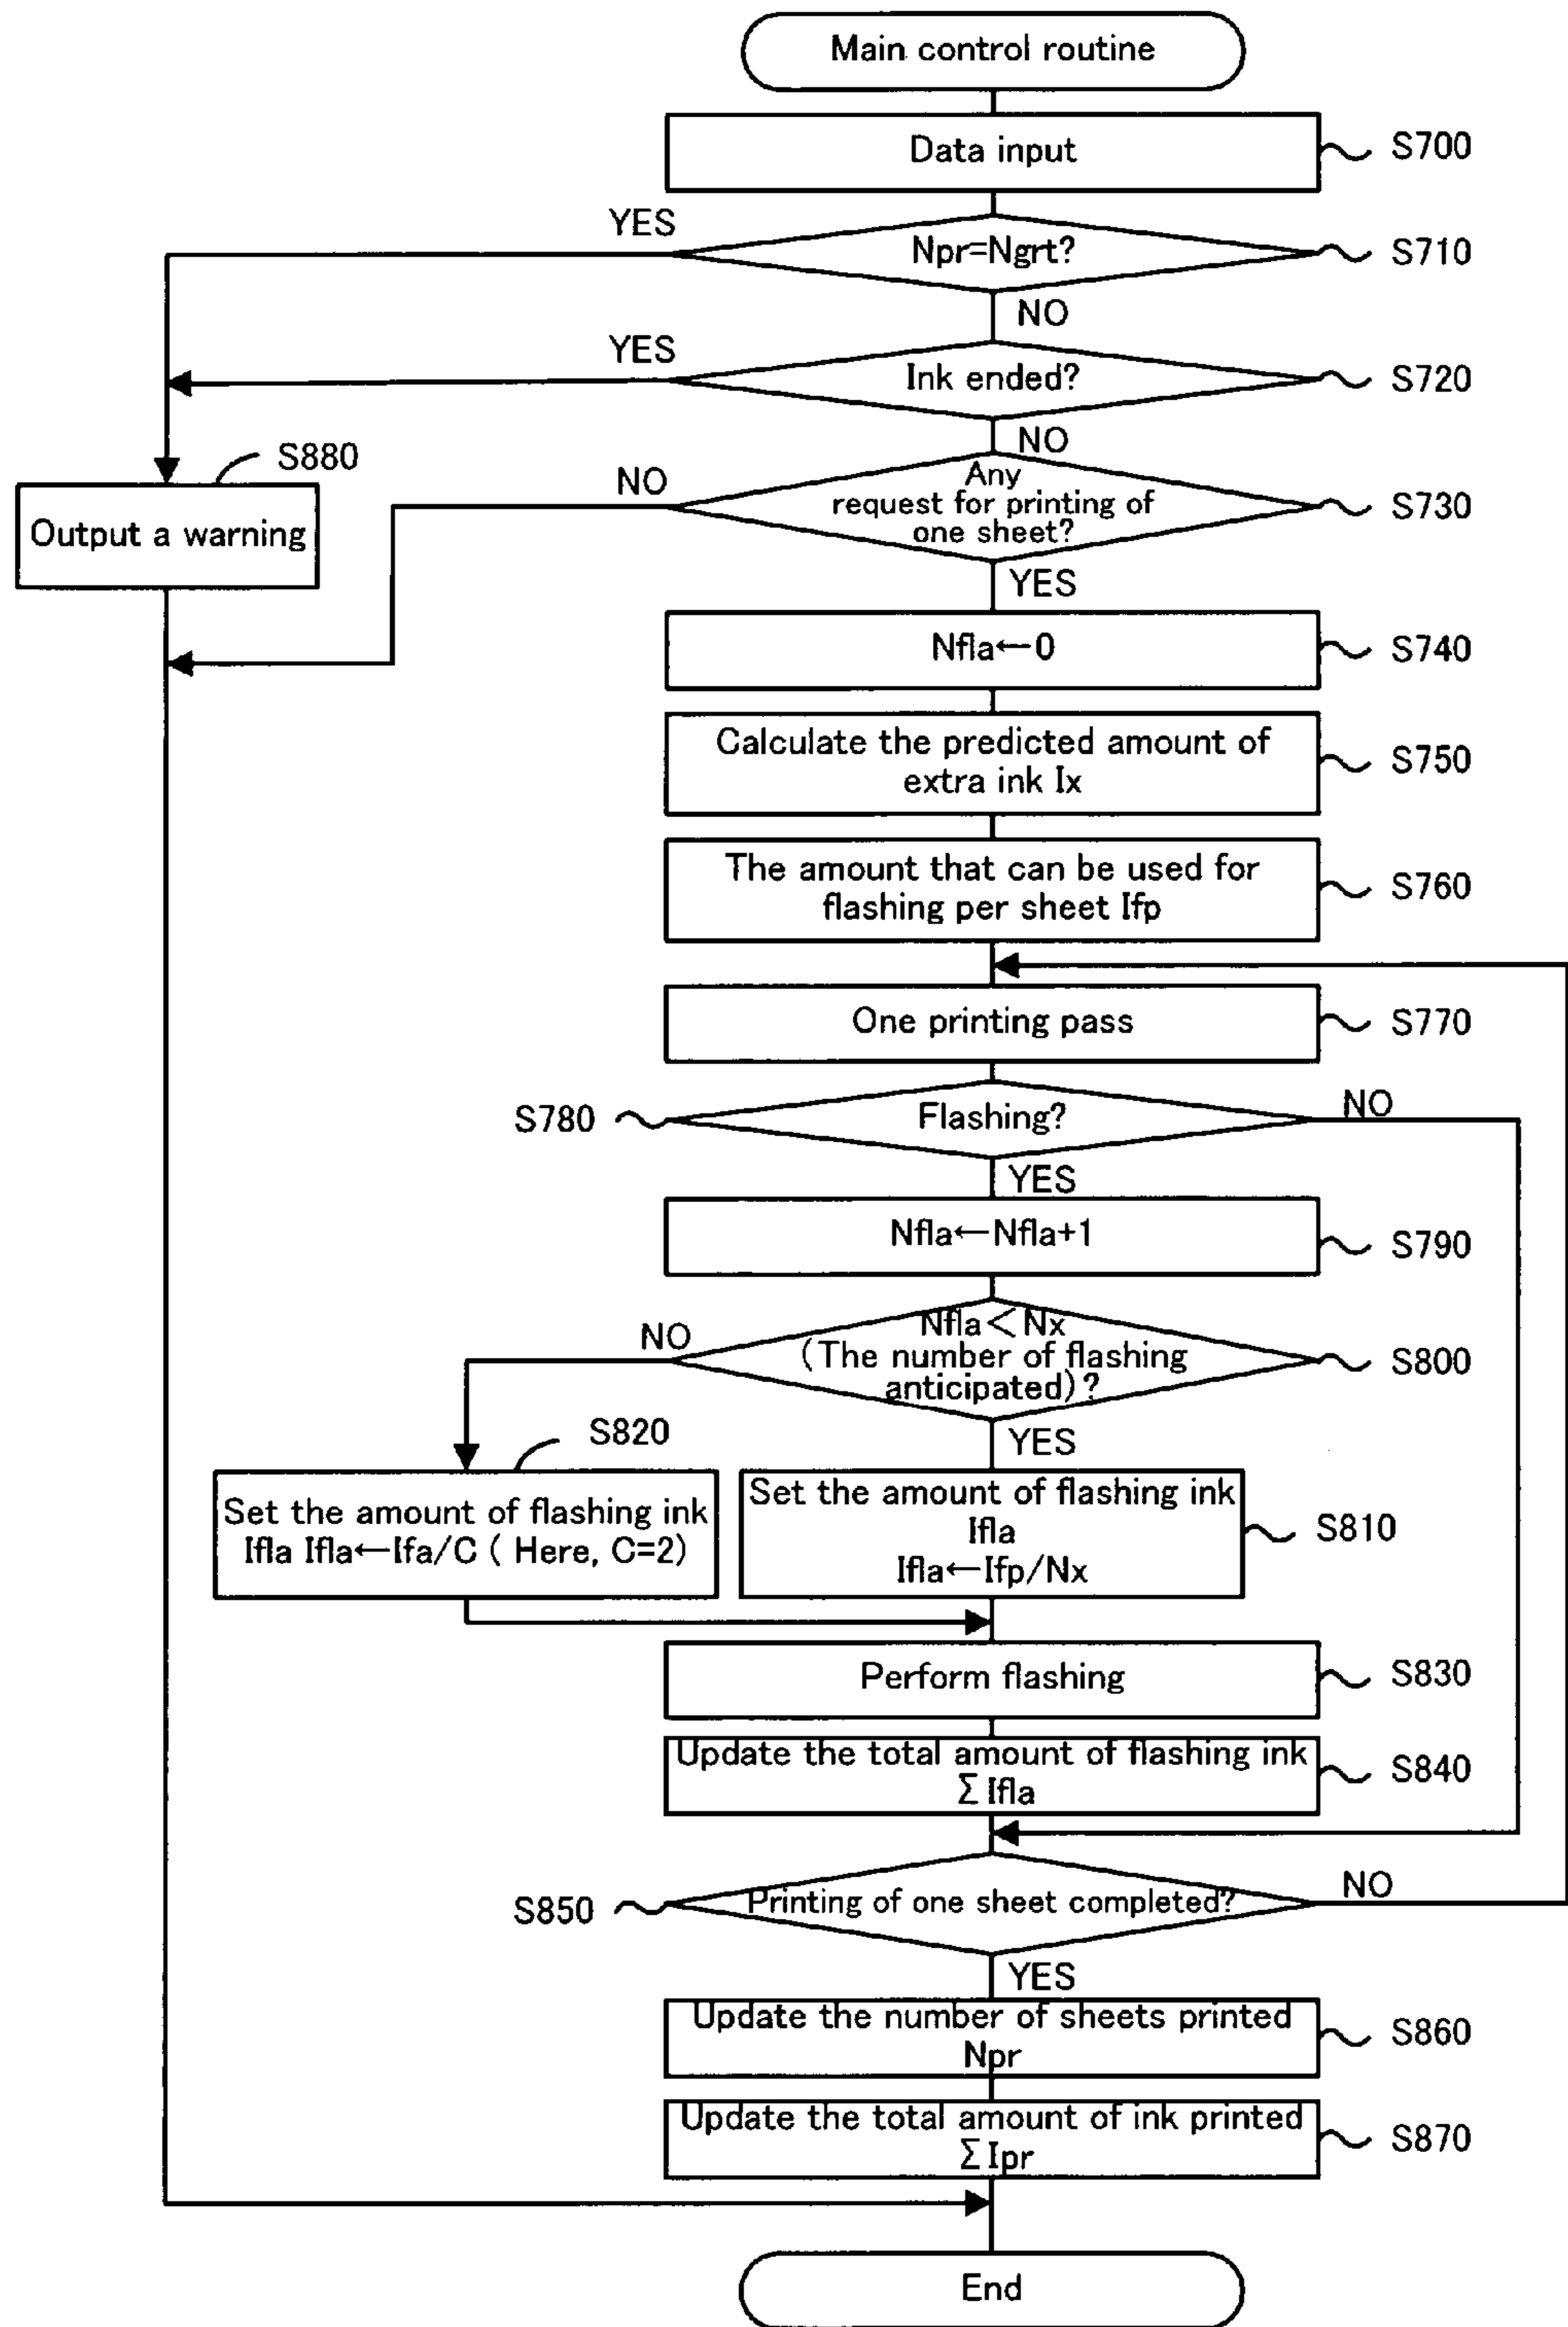 Main control routine
Data input
S700
YES
Npr=Ngrt?
S710
NO
YES
Ink ended?
S720
NO
S880
Output a warning
NO
Any
request for printing of
one sheet?
S730
YES
Nfla←0
S740
Calculate the predicted amount of
extra ink Ix
S750
The amount that can be used for
flashing per sheet Ifp
S760
One printing pass
S770
S780
Flashing?
NO
YES
Nfla←Nfla+1
S790
NO
Nfla<Nx
(The number of flashing
anticipated)?
S800
YES
S820
Set the amount of flashing ink
Ifla Ifla←Ifa/C ( Here, C=2)
Set the amount of flashing ink
Ifla
Ifla←Ifp/Nx
S810
Perform flashing
S830
Update the total amount of flashing ink
Σ Ifla
S840
S850
Printing of one sheet completed?
NO
YES
Update the number of sheets printed
Npr
S860
Update the total amount of ink printed
Σ Ipr
S870
End